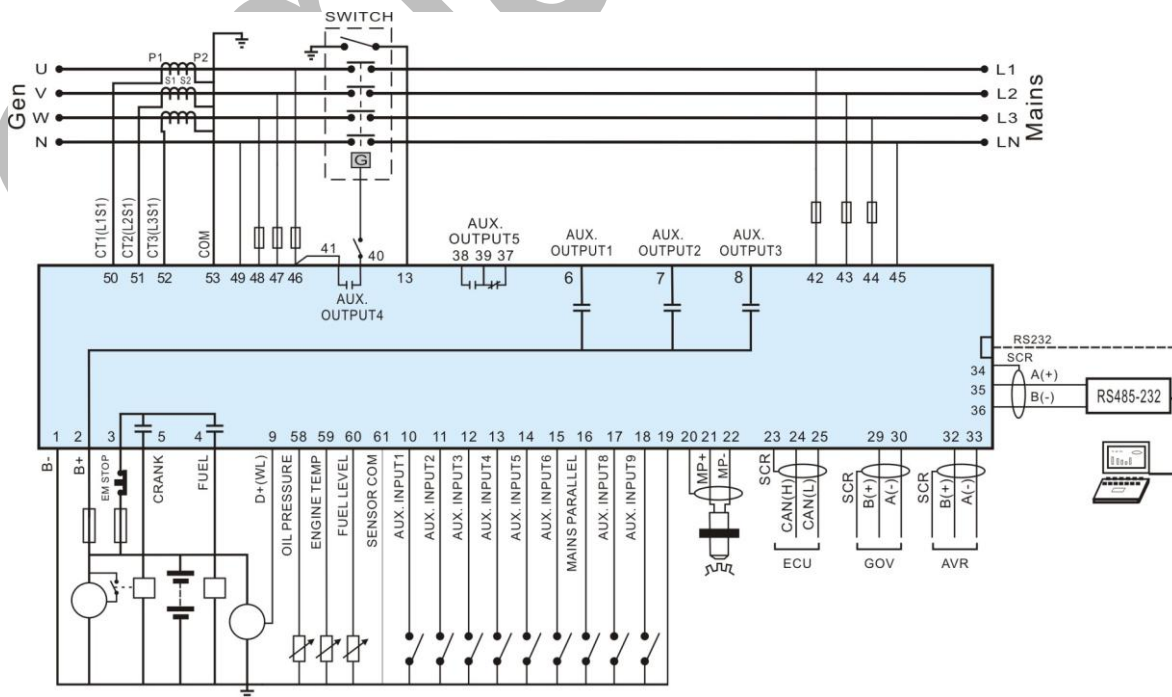 SWITCH
P1 P2
S1 S2
U
V
W
N
Gen
L1
L2
L3
LN
Mains
G
CT1(L1S1)
CT2(L2S1)
CT3(L3S1)
COM
50 51 52 53 49 48 47 46
41
40
13
AUX.
OUTPUT4
AUX.
OUTPUT5
38 39 37
AUX.
OUTPUT1
6
AUX.
OUTPUT2
7
AUX.
OUTPUT3
8
42 43 44 45
RS232
SCR
34
35
36
A(+)
B(-)
RS485-232
1 2 3 5 4 9 58 59 60 61 10 11 12 13 14 15 16 17 18 19 20 21 22 23 24 25 29 30 32 33
B-
B+
EM STOP
CRANK
FUEL
D+(WL)
OIL PRESSURE
ENGINE TEMP
FUEL LEVEL
SENSOR COM
AUX. INPUT1
AUX. INPUT2
AUX. INPUT3
AUX. INPUT4
AUX. INPUT5
AUX. INPUT6
MAINS PARALLEL
AUX. INPUT8
AUX. INPUT9
MP+
MP-
SCR
CAN(H)
CAN(L)
ECU
SCR
B(+)
A(-)
GOV
SCR
B(+)
A(-)
AVR